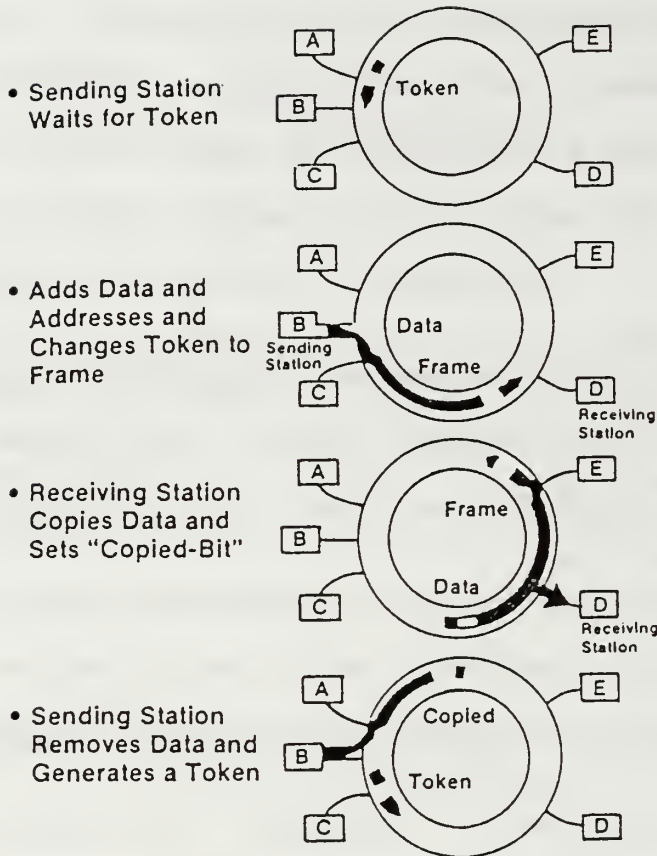 A
E
• Sending Station
Waits for Token
Token
B
C
D
A
E
• Adds Data and
Addresses and
Changes Token to
Frame
B
Sending
Station
Data
Frame
C
D
Receiving
Station
A
E
• Receiving Station
Copies Data and
Sets "Copied-Bit"
Frame
B
Data
C
D
Receiving
Station
A
E
• Sending Station
Removes Data and
Generates a Token
Copied
B
Token
C
D